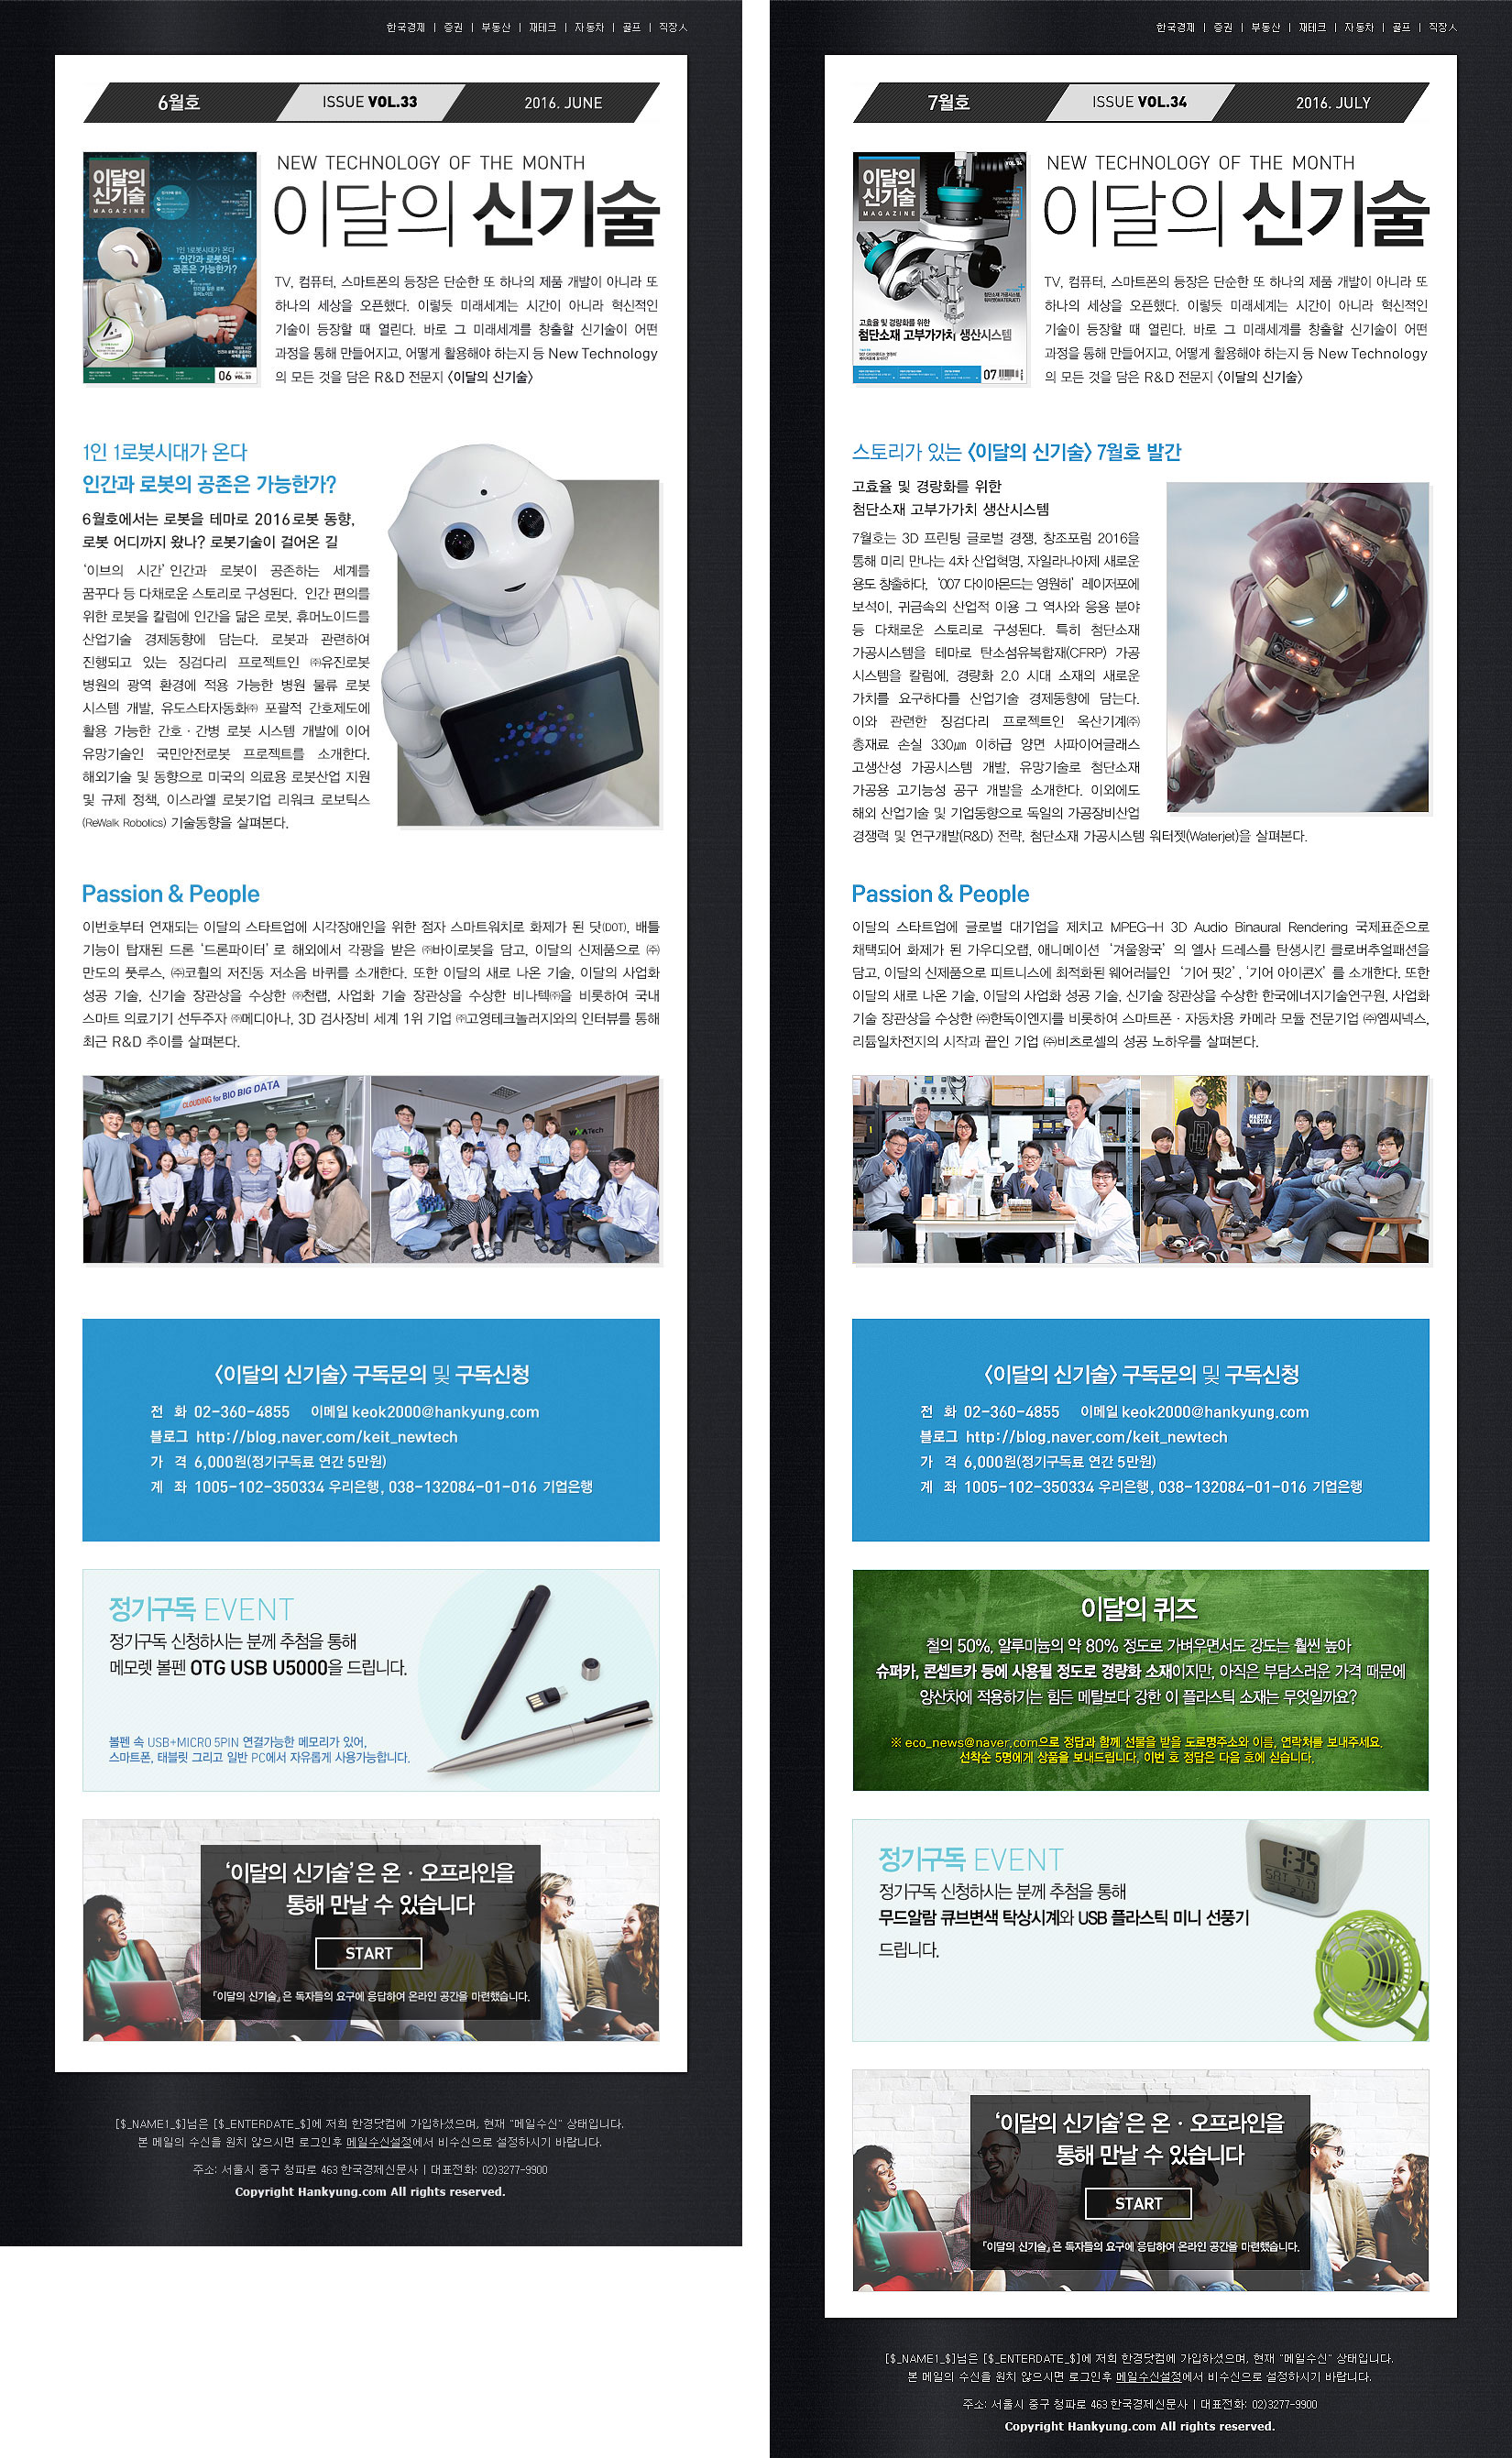 한국경제 | 증권 | 부동산 | 재테크 | 자동차 | 골프 | 직장人
6월호
ISSUE VOL.33
2016. JUNE
이달의
신기술
MAGAZINE
1인 1로봇시대가 온다
인간과 로봇의
공존은 가능한가?
06
VOL.33
NEW TECHNOLOGY OF THE MONTH
이달의 신기술
TV, 컴퓨터, 스마트폰의 등장은 단순한 또 하나의 제품 개발이 아니라 또
하나의 세상을 오픈했다. 이렇듯 미래세계는 시간이 아니라 혁신적인
기술이 등장할 때 열린다. 바로 그 미래세계를 창출할 신기술이 어떤
과정을 통해 만들어지고, 어떻게 활용해야 하는지 등 New Technology
의 모든 것을 담은 R&D 전문지 〈이달의 신기술〉
1인 1로봇시대가 온다
인간과 로봇의 공존은 가능한가?
6월호에서는 로봇을 테마로 2016로봇 동향,
로봇 어디까지 왔나? 로봇기술이 걸어온 길
‘이브의 시간’ 인간과 로봇이 공존하는 세계를
꿈꾸다 등 다채로운 스토리로 구성된다. 인간 편의를
위한 로봇을 칼럼에 인간을 닮은 로봇, 휴머노이드를
산업기술 경제동향에 담는다. 로봇과 관련하여
진행되고 있는 징검다리 프로젝트인 ㈜유진로봇
병원의 광역 환경에 적용 가능한 병원 물류 로봇
시스템 개발, 유도스타자동화㈜ 포괄적 간호제도에
활용 가능한 간호 · 간병 로봇 시스템 개발에 이어
유망기술인 국민안전로봇 프로젝트를 소개한다.
해외기술 및 동향으로 미국의 의료용 로봇산업 지원
및 규제 정책, 이스라엘 로봇기업 리워크 로보틱스
(ReWalk Robotics) 기술동향을 살펴본다.
Passion & People
이번호부터 연재되는 이달의 스타트업에 시각장애인을 위한 점자 스마트워치로 화제가 된 닷(DOT), 배틀
기능이 탑재된 드론 ‘드론파이터’로 해외에서 각광을 받은 ㈜바이로봇을 담고, 이달의 신제품으로 ㈜
만도의 풋루스, ㈜코휠의 저진동 저소음 바퀴를 소개한다. 또한 이달의 새로 나온 기술, 이달의 사업화
성공 기술, 신기술 장관상을 수상한 ㈜천랩, 사업화 기술 장관상을 수상한 비나텍㈜을 비롯하여 국내
스마트 의료기기 선두주자 ㈜메디아나, 3D 검사장비 세계 1위 기업 ㈜고영테크놀러지와의 인터뷰를 통해
최근 R&D 추이를 살펴본다.
CLOUDING for BIO BIG DATA
ViNATech
〈이달의 신기술〉 구독문의 및 구독신청
전 화 02-360-4855 이메일 keok2000@hankyung.com
블로그 http://blog.naver.com/keit_newtech
가 격 6,000원(정기구독료 연간 5만원)
계 좌 1005-102-350334 우리은행, 038-132084-01-016 기업은행
정기구독 EVENT
정기구독 신청하시는 분께 추첨을 통해
메모렛 볼펜 OTG USB U5000을 드립니다.
볼펜 속 USB+MICRO 5PIN 연결가능한 메모리가 있어,
스마트폰, 태블릿 그리고 일반 PC에서 자유롭게 사용가능합니다.
‘이달의 신기술’은 온 · 오프라인을
통해 만날 수 있습니다
START
『이달의 신기술』은 독자들의 요구에 응답하여 온라인 공간을 마련했습니다.
[$_NAME1_$]님은 [$_ENTERDATE_$]에 저희 한경닷컴에 가입하셨으며, 현재 "메일수신" 상태입니다.
본 메일의 수신을 원치 않으시면 로그인후 메일수신설정에서 비수신으로 설정하시기 바랍니다.
주소: 서울시 중구 청파로 463 한국경제신문사 | 대표전화: 02)3277-9900
Copyright Hankyung.com All rights reserved.
한국경제 | 증권 | 부동산 | 재테크 | 자동차 | 골프 | 직장人
7월호
ISSUE VOL.34
2016. JULY
이달의
신기술
MAGAZINE
VOL.34
고효율 및 경량화를 위한
첨단소재 고부가가치 생산시스템
07
NEW TECHNOLOGY OF THE MONTH
이달의 신기술
TV, 컴퓨터, 스마트폰의 등장은 단순한 또 하나의 제품 개발이 아니라 또
하나의 세상을 오픈했다. 이렇듯 미래세계는 시간이 아니라 혁신적인
기술이 등장할 때 열린다. 바로 그 미래세계를 창출할 신기술이 어떤
과정을 통해 만들어지고, 어떻게 활용해야 하는지 등 New Technology
의 모든 것을 담은 R&D 전문지 〈이달의 신기술〉
스토리가 있는 〈이달의 신기술〉 7월호 발간
고효율 및 경량화를 위한
첨단소재 고부가가치 생산시스템
7월호는 3D 프린팅 글로벌 경쟁, 창조포럼 2016을
통해 미리 만나는 4차 산업혁명, 자일라나아제 새로운
용도 창출하다, ‘007 다이아몬드는 영원히’ 레이저포에
보석이, 귀금속의 산업적 이용 그 역사와 응용 분야
등 다채로운 스토리로 구성된다. 특히 첨단소재
가공시스템을 테마로 탄소섬유복합재(CFRP) 가공
시스템을 칼럼에, 경량화 2.0 시대 소재의 새로운
가치를 요구하다를 산업기술 경제동향에 담는다.
이와 관련한 징검다리 프로젝트인 옥산기계㈜
총재료 손실 330㎛ 이하급 양면 사파이어글래스
고생산성 가공시스템 개발, 유망기술로 첨단소재
가공용 고기능성 공구 개발을 소개한다. 이외에도
해외 산업기술 및 기업동향으로 독일의 가공장비산업
경쟁력 및 연구개발(R&D) 전략, 첨단소재 가공시스템 워터젯(Waterjet)을 살펴본다.
Passion & People
이달의 스타트업에 글로벌 대기업을 제치고 MPEG-H 3D Audio Binaural Rendering 국제표준으로
채택되어 화제가 된 가우디오랩, 애니메이션 ‘겨울왕국’의 엘사 드레스를 탄생시킨 클로버추얼패션을
담고, 이달의 신제품으로 피트니스에 최적화된 웨어러블인 ‘기어 핏2’, ‘기어 아이콘X’를 소개한다. 또한
이달의 새로 나온 기술, 이달의 사업화 성공 기술, 신기술 장관상을 수상한 한국에너지기술연구원, 사업화
기술 장관상을 수상한 ㈜한독이엔지를 비롯하여 스마트폰 · 자동차용 카메라 모듈 전문기업 ㈜엠씨넥스,
리튬일차전지의 시작과 끝인 기업 ㈜비츠로셀의 성공 노하우를 살펴본다.
〈이달의 신기술〉 구독문의 및 구독신청
전 화 02-360-4855 이메일 keok2000@hankyung.com
블로그 http://blog.naver.com/keit_newtech
가 격 6,000원(정기구독료 연간 5만원)
계 좌 1005-102-350334 우리은행, 038-132084-01-016 기업은행
이달의 퀴즈
철의 50%, 알루미늄의 약 80% 정도로 가벼우면서도 강도는 훨씬 높아
슈퍼카, 콘셉트카 등에 사용될 정도로 경량화 소재이지만, 아직은 부담스러운 가격 때문에
양산차에 적용하기는 힘든 메탈보다 강한 이 플라스틱 소재는 무엇일까요?
※ eco_news@naver.com으로 정답과 함께 선물을 받을 도로명주소와 이름, 연락처를 보내주세요.
선착순 5명에게 상품을 보내드립니다, 이번 호 정답은 다음 호에 싣습니다.
정기구독 EVENT
정기구독 신청하시는 분께 추첨을 통해
무드알람 큐브변색 탁상시계와 USB 플라스틱 미니 선풍기
드립니다.
1:35
‘이달의 신기술’은 온 · 오프라인을
통해 만날 수 있습니다
START
『이달의 신기술』은 독자들의 요구에 응답하여 온라인 공간을 마련했습니다.
[$_NAME1_$]님은 [$_ENTERDATE_$]에 저희 한경닷컴에 가입하셨으며, 현재 "메일수신" 상태입니다.
본 메일의 수신을 원치 않으시면 로그인후 메일수신설정에서 비수신으로 설정하시기 바랍니다.
주소: 서울시 중구 청파로 463 한국경제신문사 | 대표전화: 02)3277-9900
Copyright Hankyung.com All rights reserved.